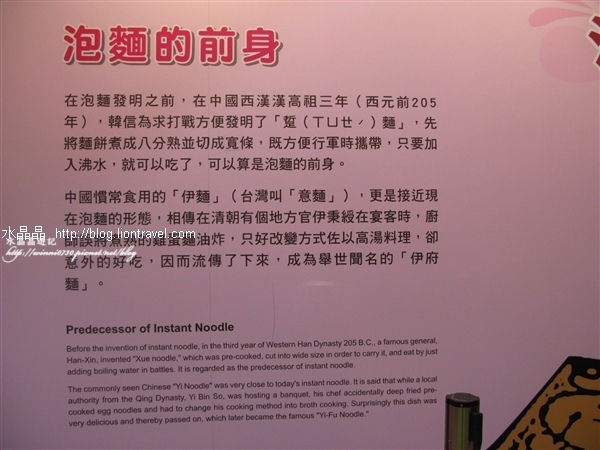 泡麵的前身
在泡麵發明之前，在中國西漢漢高祖三年（西元前205
年），韓信為求打戰方便發明了「踅（ㄒㄩㄝˊ）麵」，先
將麵餅煮成八分熟並切成寬條，既方便行軍時攜帶，只要加
入沸水，就可以吃了，可以算是泡麵的前身。
中國慣常食用的「伊麵」（台灣叫「意麵」），更是接近現
在泡麵的形態，相傳在清朝有個地方官伊秉綬在宴客時，廚
師誤將煮熟的雞蛋麵油炸，只好改變方式佐以高湯料理，卻
意外的好吃，因而流傳了下來，成為舉世聞名的「伊府
麵」。
水晶晶, http://blog.liontravel.com
水晶晶遊記
http://winni0730.pixnet.net/blog
Predecessor of Instant Noodle
Before the invention of instant noodle, in the third year of Western Han Dynasty 205 B.C., a famous general,
Han-Xin, invented "Xue noodle," which was pre-cooked, cut into wide size in order to carry it, and eat by just
adding boiling water in battles. It is regarded as the predecessor of instant noodle.
The commonly seen Chinese "Yi Noodle" was very close to today's instant noodle. It is said that while a local
authority from the Qing Dynasty, Yi Bin So, was hosting a banquet, his chef accidentally deep fried pre-
cooked egg noodles and had to change his cooking method into broth cooking. Surprisingly this dish was
very delicious and thereby passed on, which later became the famous "Yi-Fu Noodle."